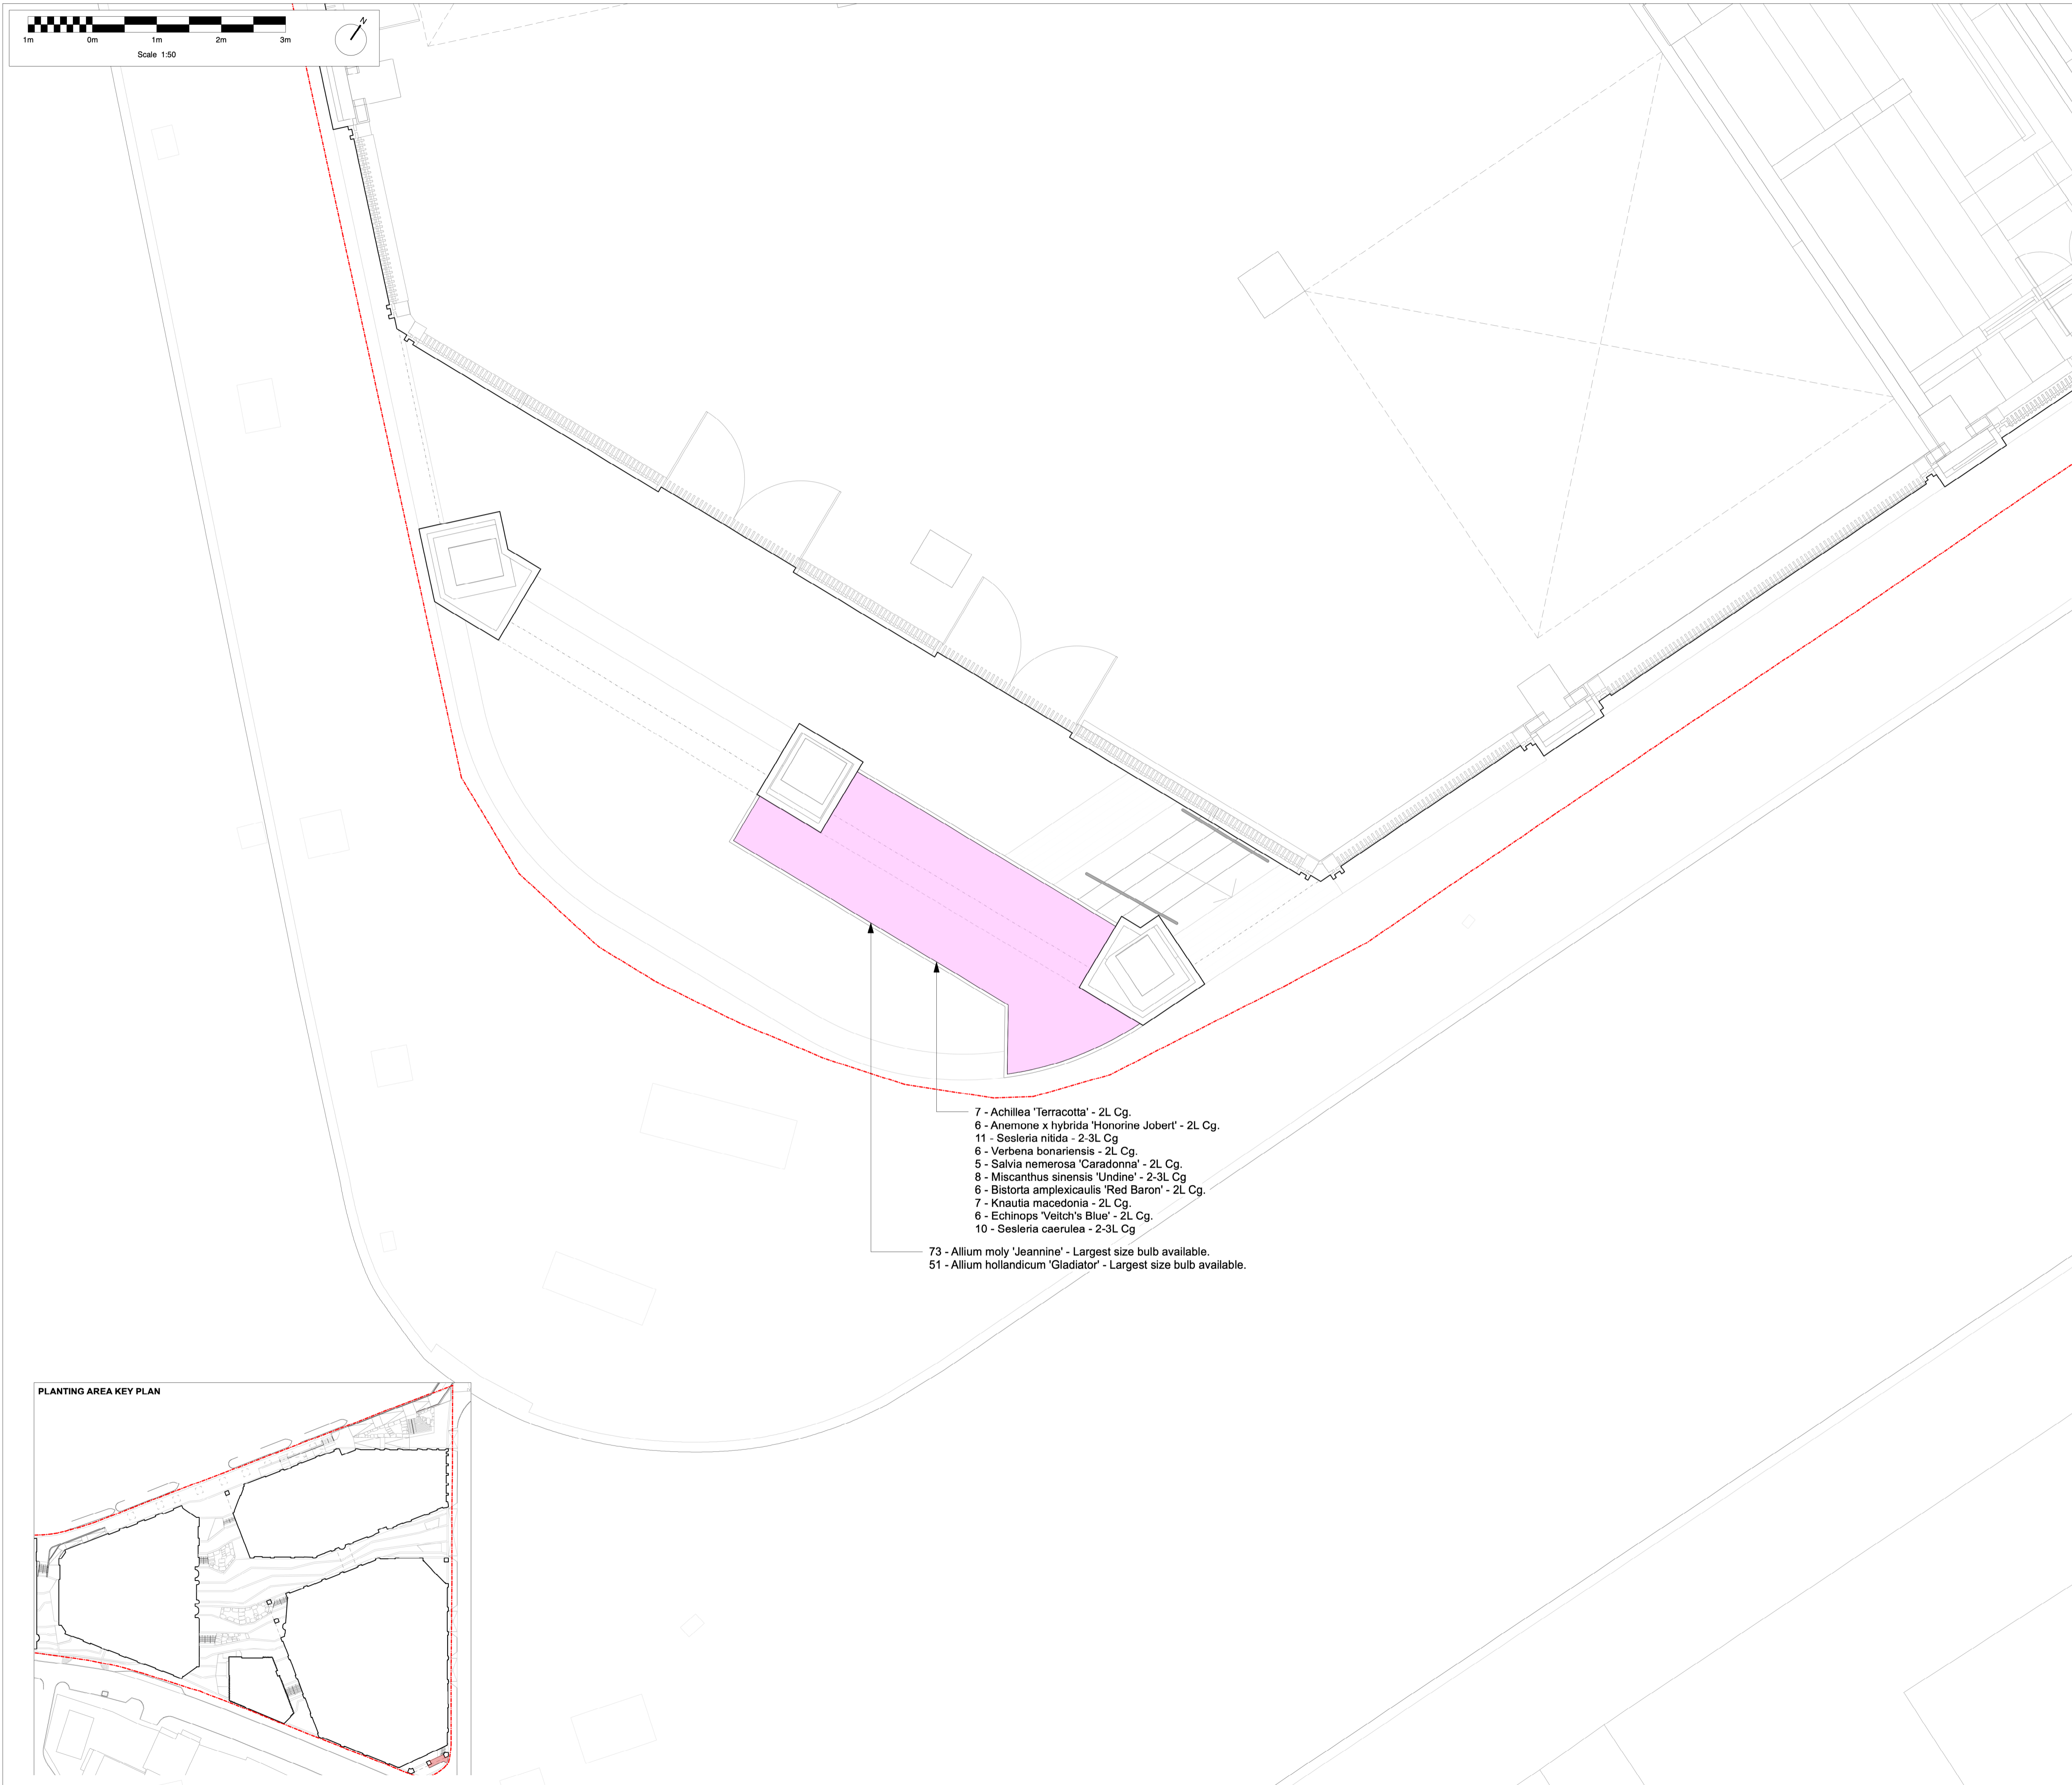 N
1m 0m 1m 2m 3m
Scale 1:50
7 - Achillea 'Terracotta' - 2L Cg.
6 - Anemone x hybrida 'Honorine Jobert' - 2L Cg.
11 - Sesleria nitida - 2-3L Cg
6 - Verbena bonariensis - 2L Cg.
5 - Salvia nemerosa 'Caradonna' - 2L Cg.
8 - Miscanthus sinensis 'Undine' - 2-3L Cg
6 - Bistorta amplexicaulis 'Red Baron' - 2L Cg.
7 - Knautia macedonia - 2L Cg.
6 - Echinops 'Veitch's Blue' - 2L Cg.
10 - Sesleria caerulea - 2-3L Cg
73 - Allium moly 'Jeannine' - Largest size bulb available.
51 - Allium hollandicum 'Gladiator' - Largest size bulb available.
PLANTING AREA KEY PLAN